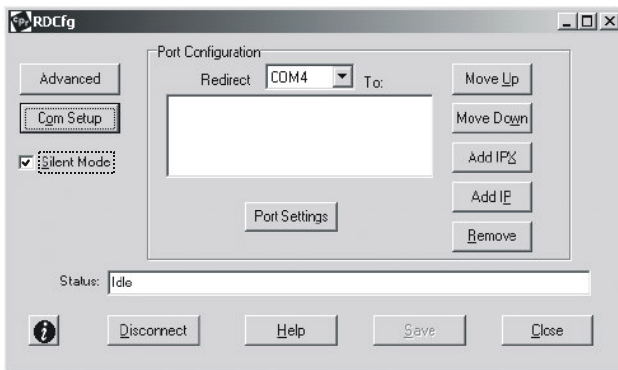 cpr RDCfg
Port Configuration
Advanced
Redirect COM4 To:
Move Up
Com Setup
Move Down
Silent Mode
Add IPX
Add IP
Port Settings
Remove
Status: Idle
Disconnect
Help
Save
Close